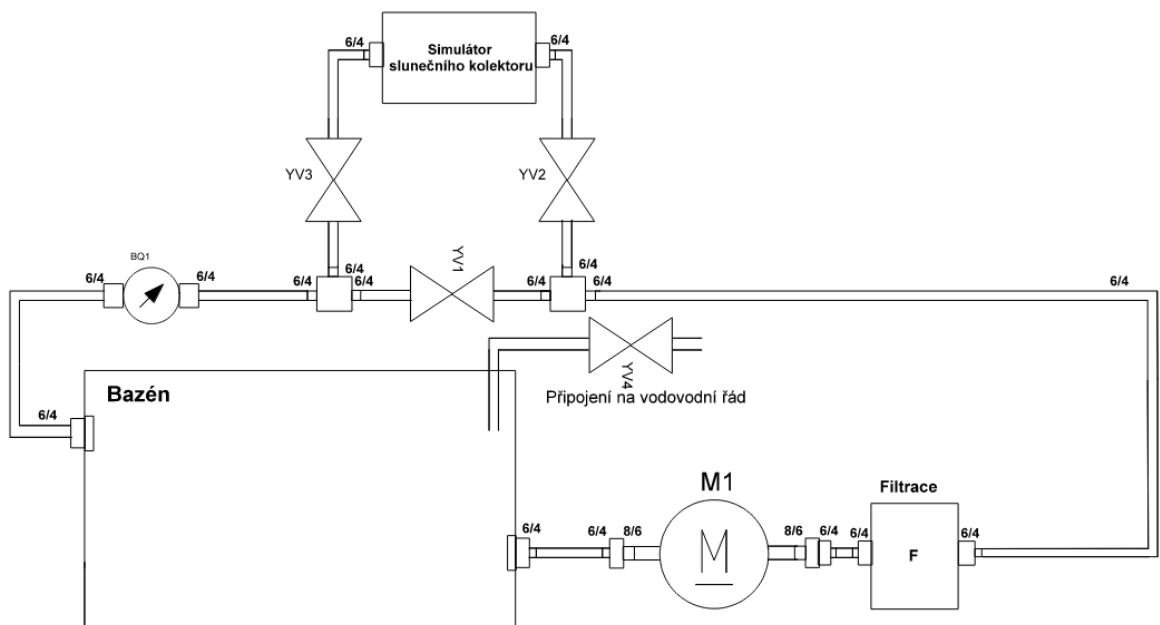 6/4
Simulátor
slunečního kolektoru
6/4
YV3
YV2
BQ1
6/4
6/4
6/4
6/4
6/4
YV1
6/4
6/4
6/4
6/4
YV4
Připojení na vodovodní řád
Bazén
6/4
M1
Filtrace
6/4
6/4
8/6
M
8/6
6/4
6/4
F
6/4